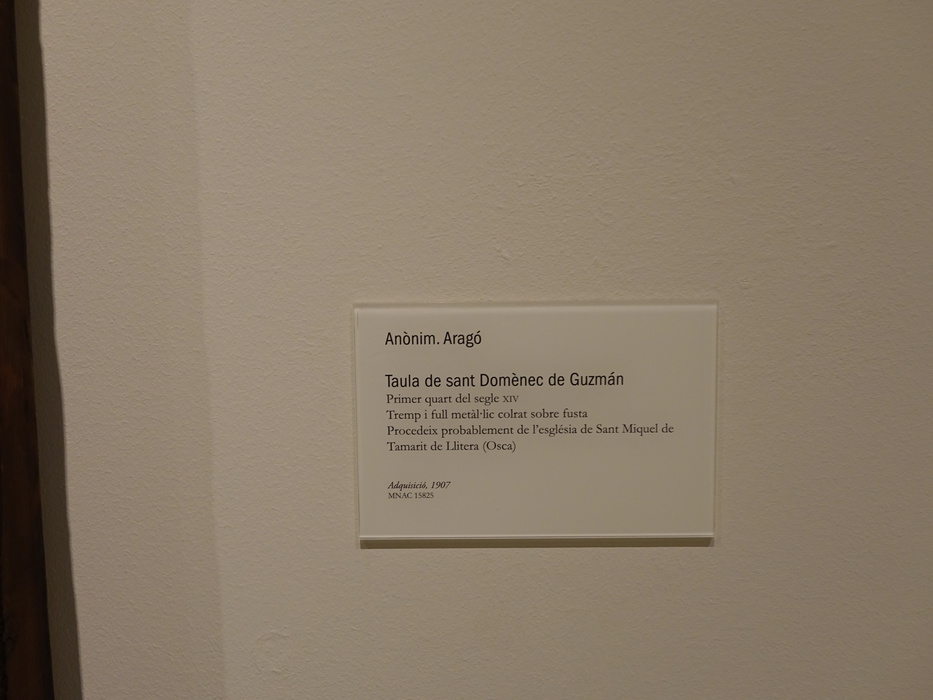 Anònim. Aragó
Taula de sant Domènec de Guzmán
Primer quart del segle XIV
Tremp i full metàl·lic colrat sobre fusta
Procedeix probablement de l'església de Sant Miquel de
Tamarit de Llitera (Osca)
Adquisició, 1907
MNAC 15825